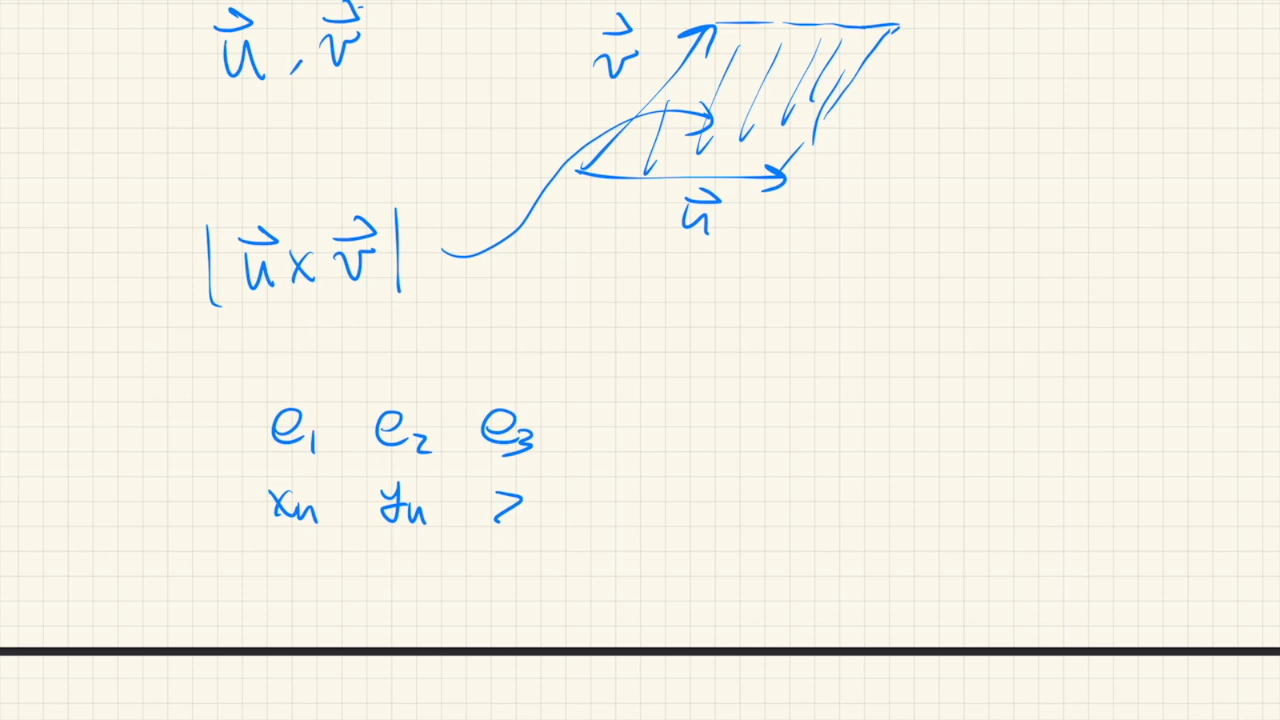 u⃗ , v⃗
v⃗
u⃗
|u⃗ x v⃗|
e₁ e₂ e₃
xᵤ yᵤ